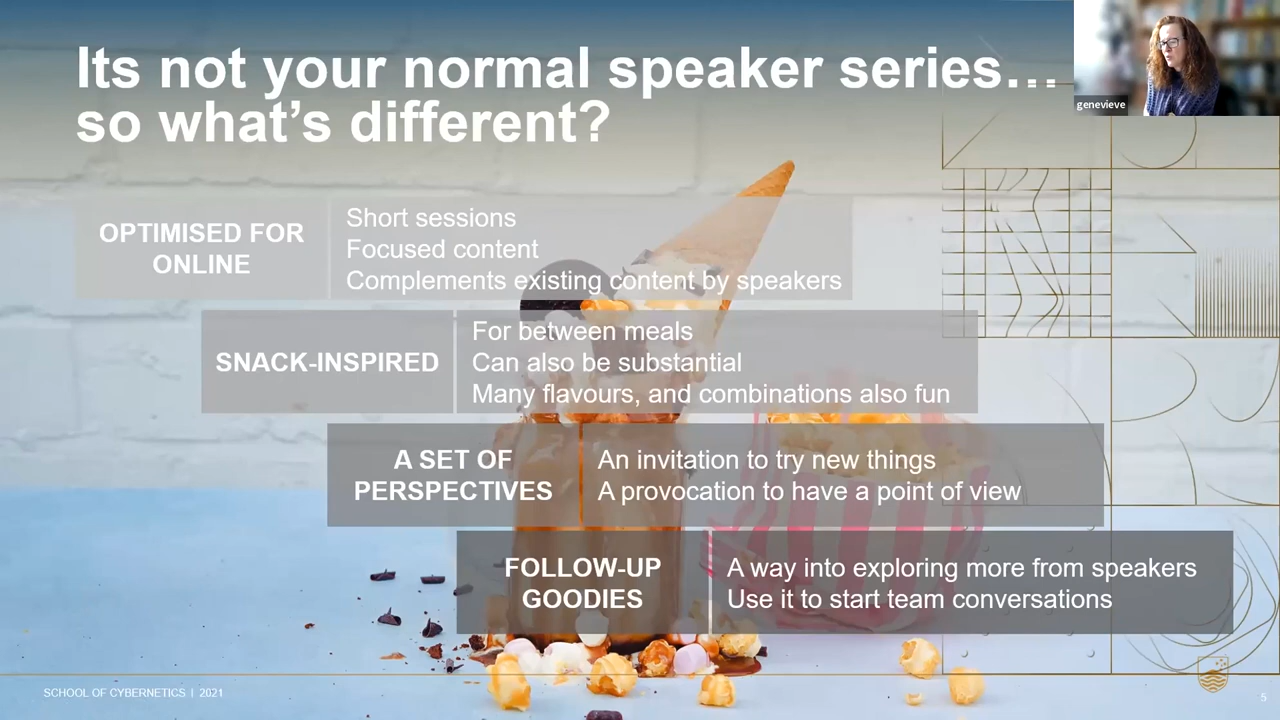 Its not your normal speaker series…
so what’s different?
genevieve
OPTIMISED FOR
ONLINE
Short sessions
Focused content
Complements existing content by speakers
SNACK-INSPIRED
For between meals
Can also be substantial
Many flavours, and combinations also fun
A SET OF
PERSPECTIVES
An invitation to try new things
A provocation to have a point of view
FOLLOW-UP
GOODIES
A way into exploring more from speakers
Use it to start team conversations
SCHOOL OF CYBERNETICS | 2021
5